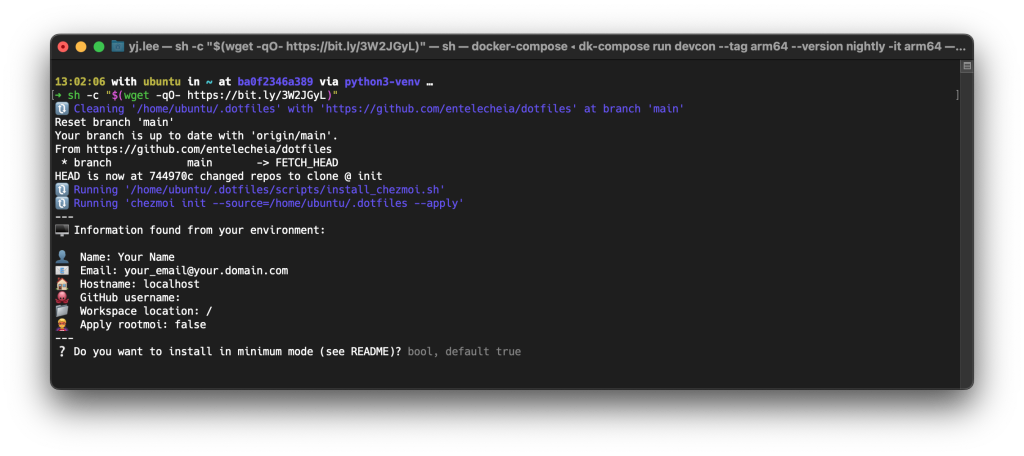 yj.lee — sh -c "$(wget -qO- https://bit.ly/3W2JGyL)" — sh — docker-compose ◂ dk-compose run devcon --tag arm64 --version nightly -it arm64 —...
13:02:06 with ubuntu in ~ at ba0f2346a389 via python3-venv …
[➜ sh -c "$(wget -qO- https://bit.ly/3W2JGyL)" ]
Cleaning '/home/ubuntu/.dotfiles' with 'https://github.com/entelecheia/dotfiles' at branch 'main'
Reset branch 'main'
Your branch is up to date with 'origin/main'.
From https://github.com/entelecheia/dotfiles
* branch main -> FETCH_HEAD
HEAD is now at 744970c changed repos to clone @ init
Running '/home/ubuntu/.dotfiles/scripts/install_chezmoi.sh'
Running 'chezmoi init --source=/home/ubuntu/.dotfiles --apply'
---
Information found from your environment:
Name: Your Name
Email: your_email@your.domain.com
Hostname: localhost
GitHub username:
Workspace location: /
Apply rootmoi: false
---
? Do you want to install in minimum mode (see README)? bool, default true